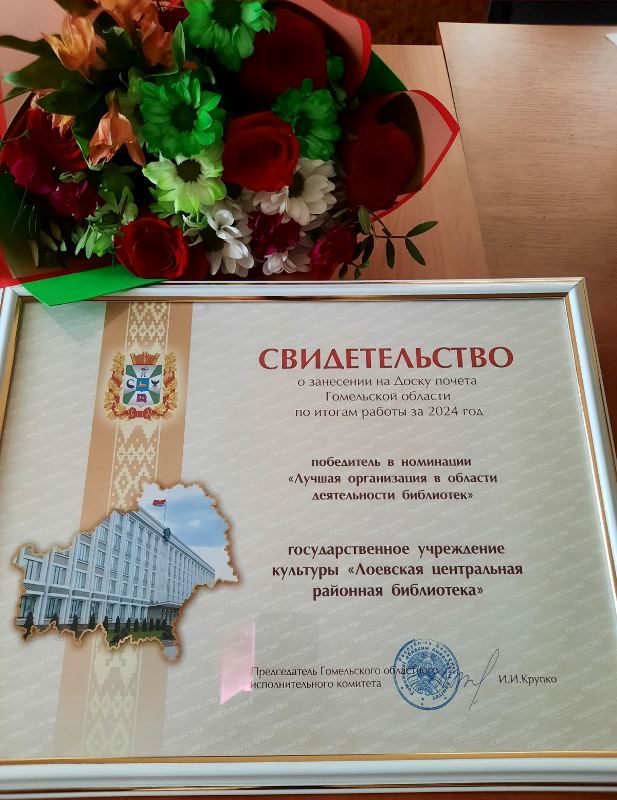 СВИДЕТЕЛЬСТВО
о занесении на Доску почета
Гомельской области
по итогам работы за 2024 год
победитель в номинации
«Лучшая организация в области
деятельности библиотек»
государственное учреждение
культуры «Лоевская центральная
районная библиотека»
Председатель Гомельского областного
исполнительного комитета
И.И.Крупко